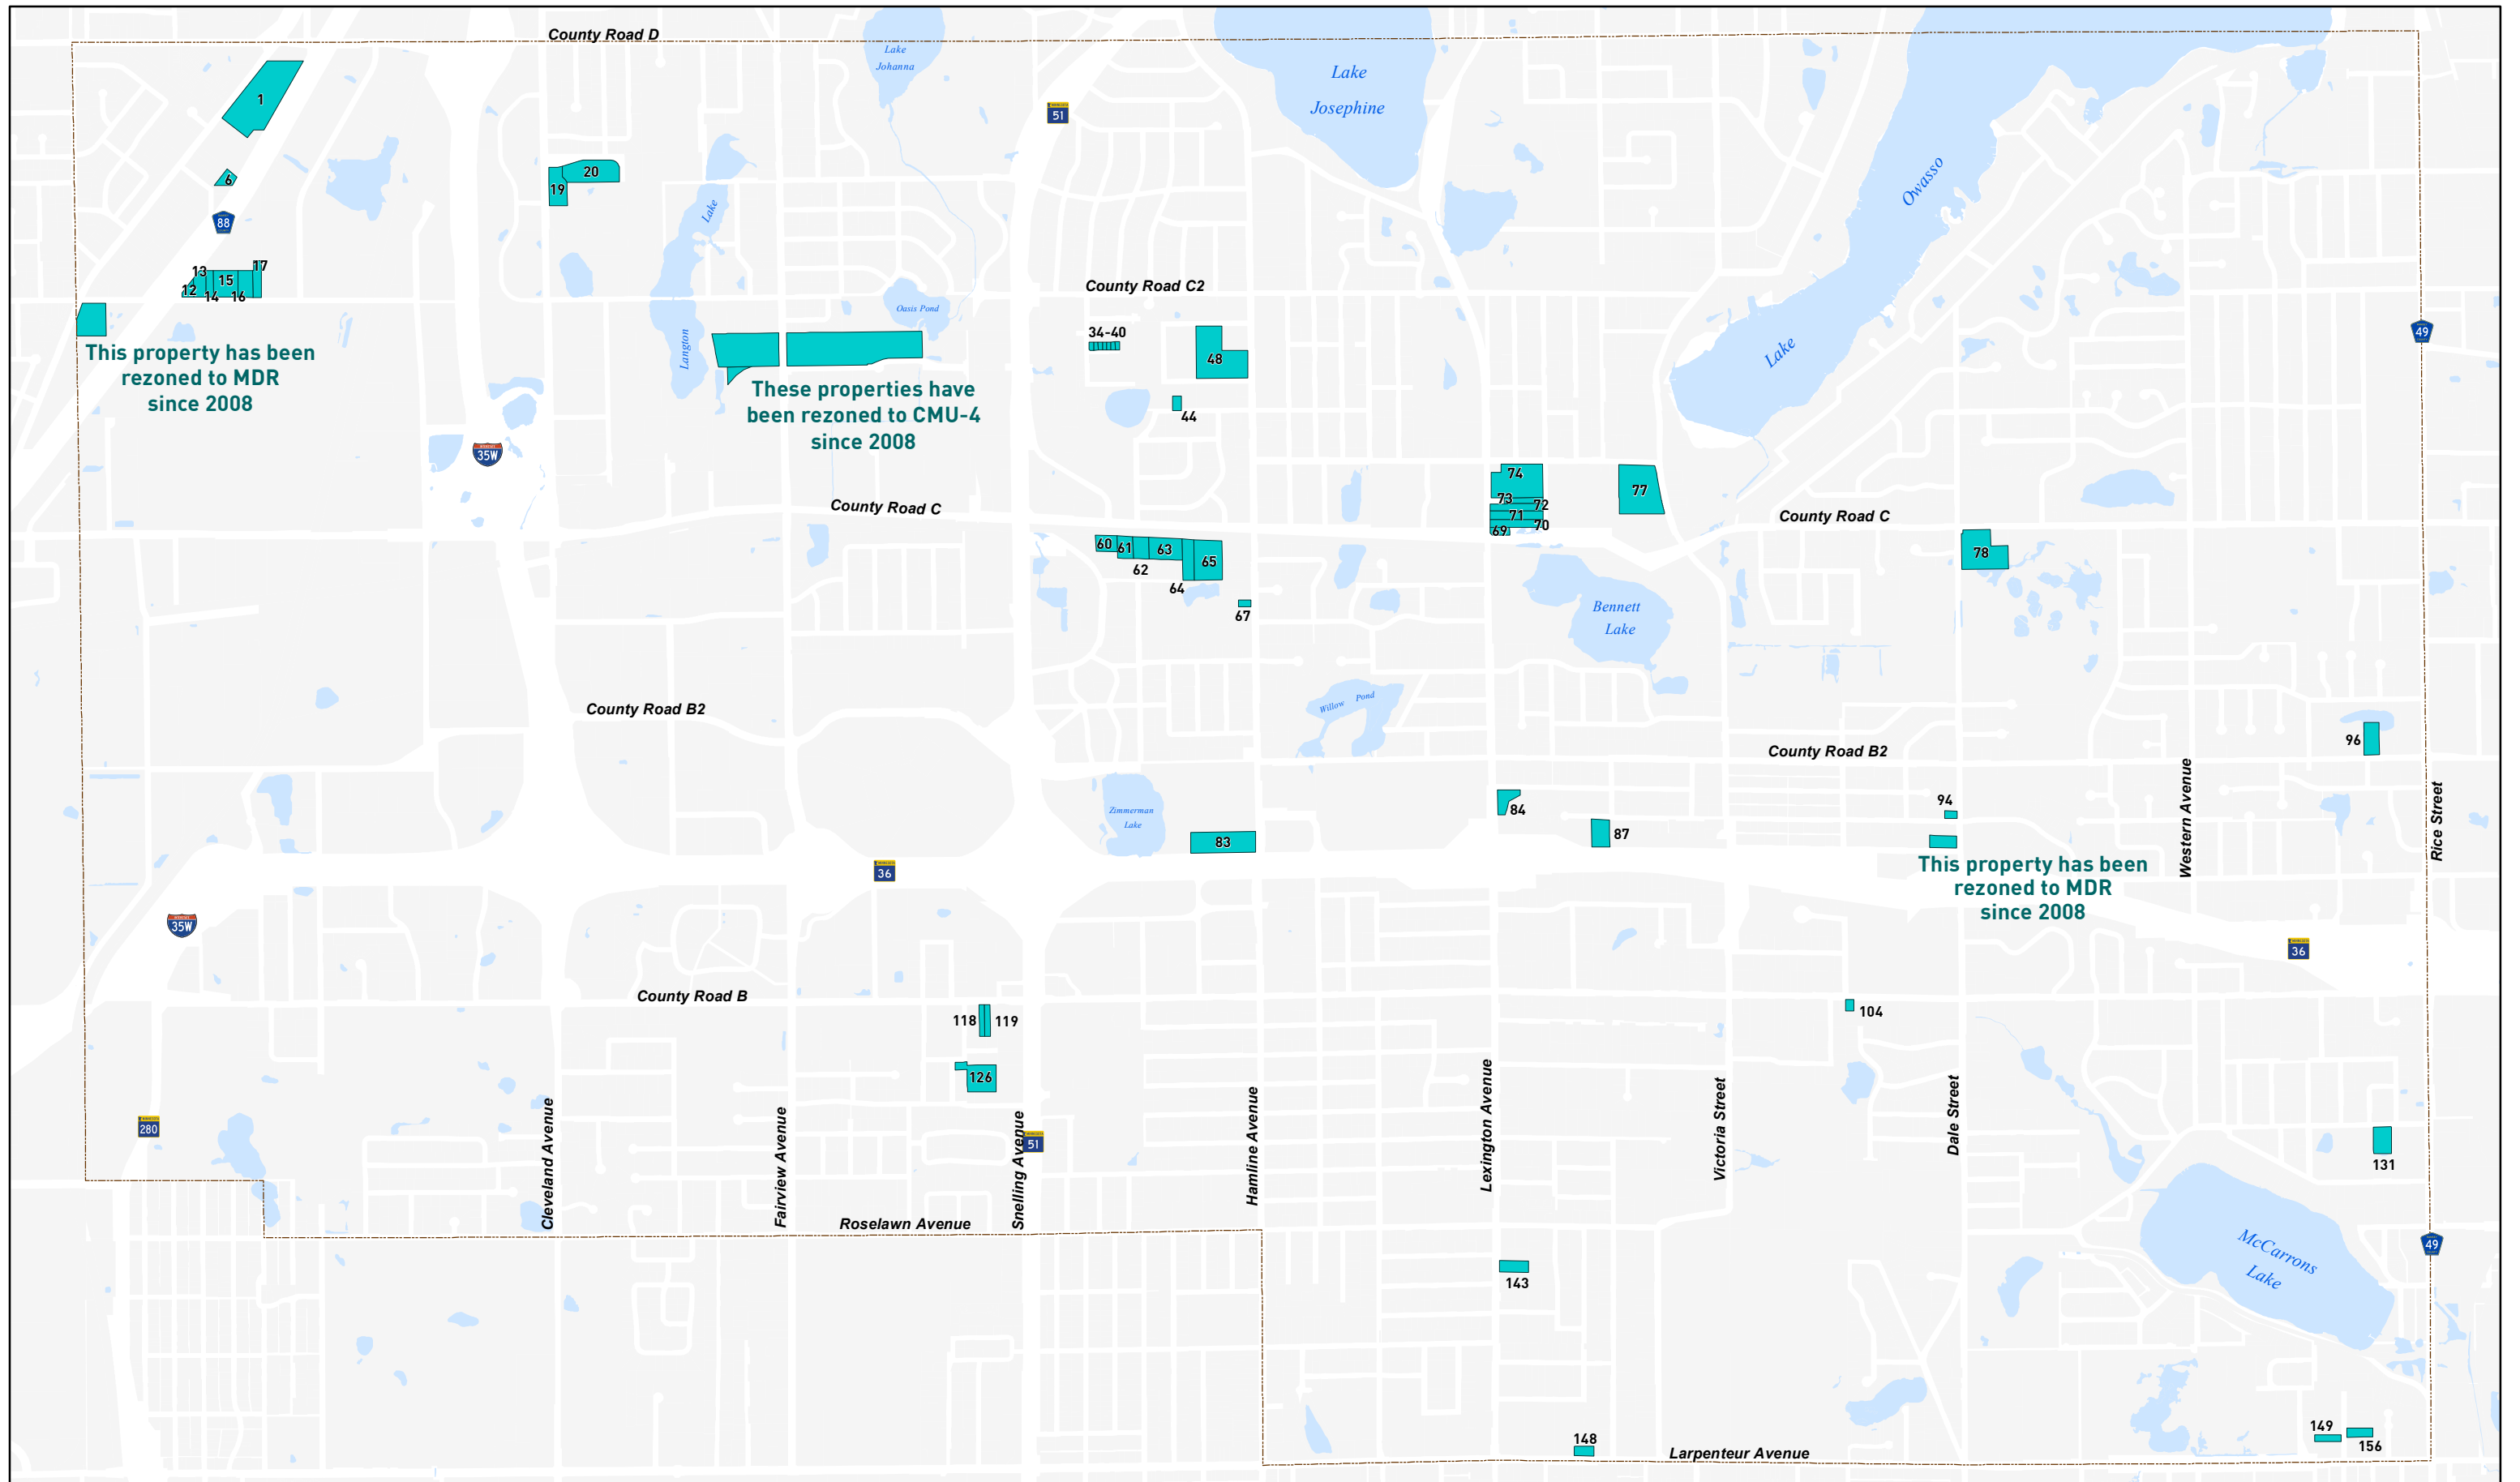 County Road D
Lake
Johanna
Lake
Josephine
1
51
20
19
6
88
Lake
Owasso
17
13
15
12
14
16
County Road C2
Oasis Pond
34-40
48
49
Langton
Lake
This property has been
rezoned to MDR
since 2008
These properties have
been rezoned to CMU-4
since 2008
44
35W
74
77
73
72
71
70
69
County Road C
County Road C
60
61
62
63
64
65
78
67
Bennett
Lake
Willow Pond
County Road B2
County Road B2
96
Zimmerman
Lake
84
94
87
83
Western Avenue
Rice Street
36
This property has been
rezoned to MDR
since 2008
35W
36
County Road B
118
119
104
126
280
51
Cleveland Avenue
Fairview Avenue
Snelling Avenue
Hamline Avenue
Lexington Avenue
Victoria Street
Dale Street
131
Roselawn Avenue
McCarrons
Lake
49
143
148
149
156
Larpenteur Avenue